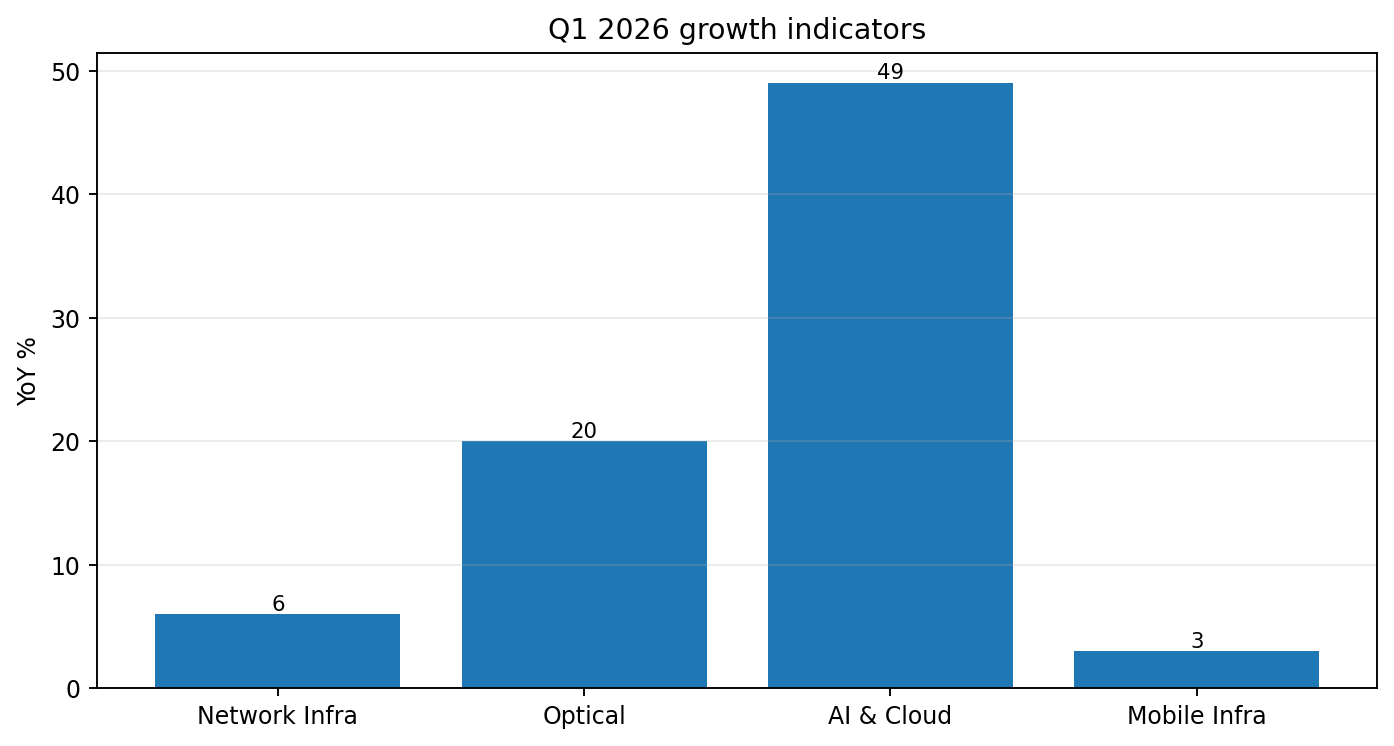 Q1 2026 growth indicators
YoY %
50
40
30
20
10
0
6
20
49
3
Network Infra
Optical
AI & Cloud
Mobile Infra